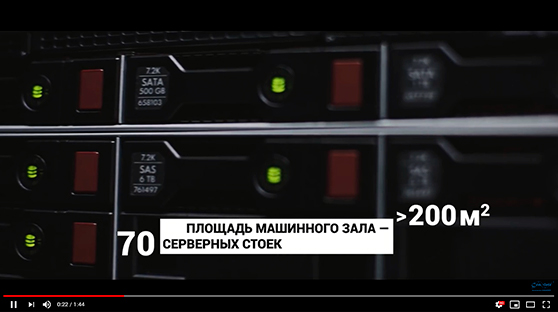 7.2K
SATA
500 GB
658103
7.2K
SAS
6 TB
761497
ПЛОЩАДЬ МАШИННОГО ЗАЛА — >200 м²
70 СЕРВЕРНЫХ СТОЕК
0:22 / 1:44